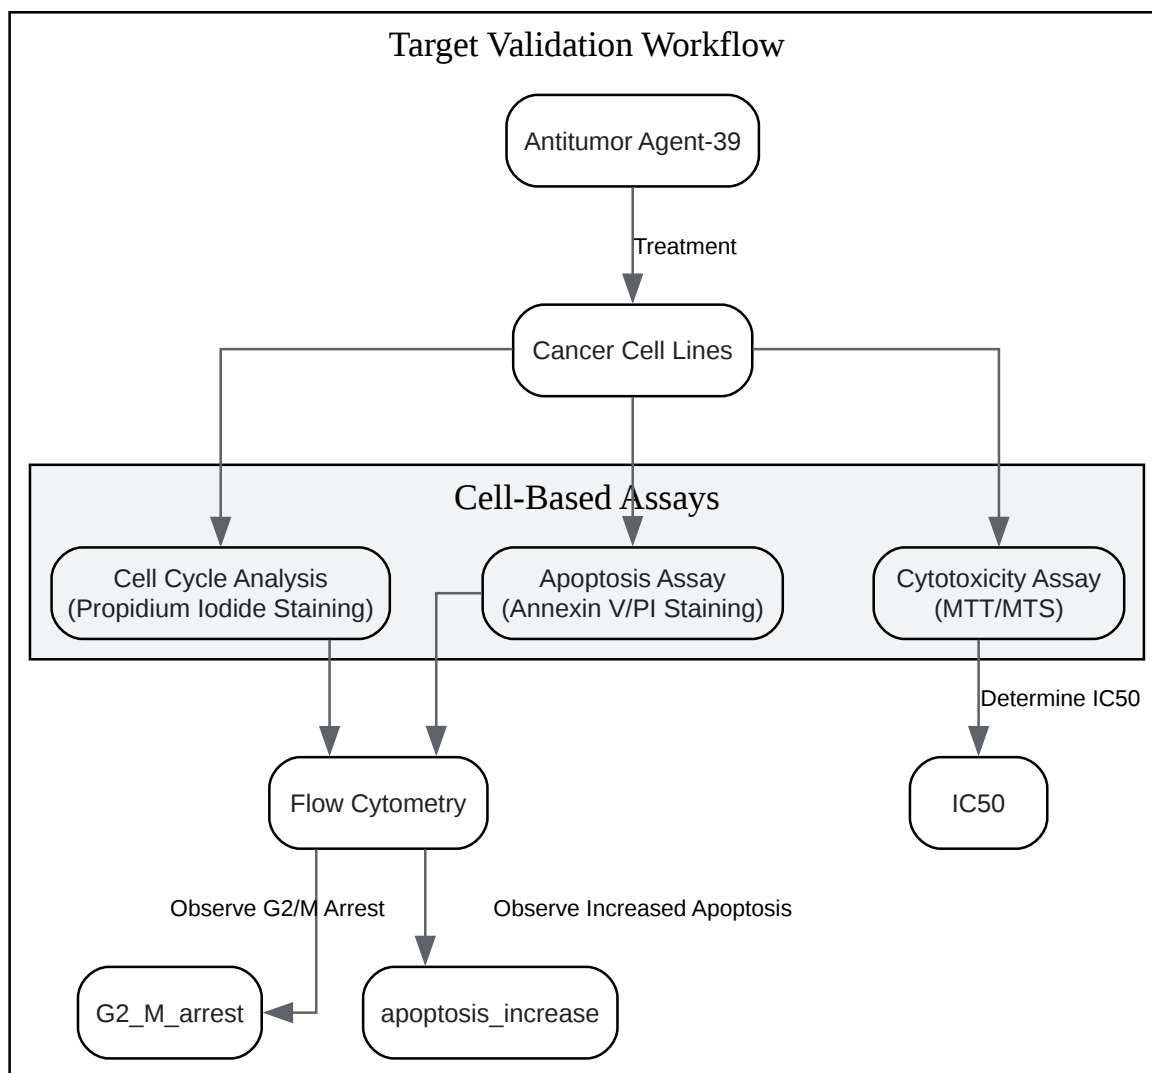 Target Validation Workflow
Antitumor Agent-39
Treatment
Cancer Cell Lines
Cell-Based Assays
Cell Cycle Analysis
(Propidium Iodide Staining)
Apoptosis Assay
(Annexin V/PI Staining)
Cytotoxicity Assay
(MTT/MTS)
Determine IC50
Flow Cytometry
IC50
Observe G2/M Arrest
Observe Increased Apoptosis
G2_M_arrest
apoptosis_increase